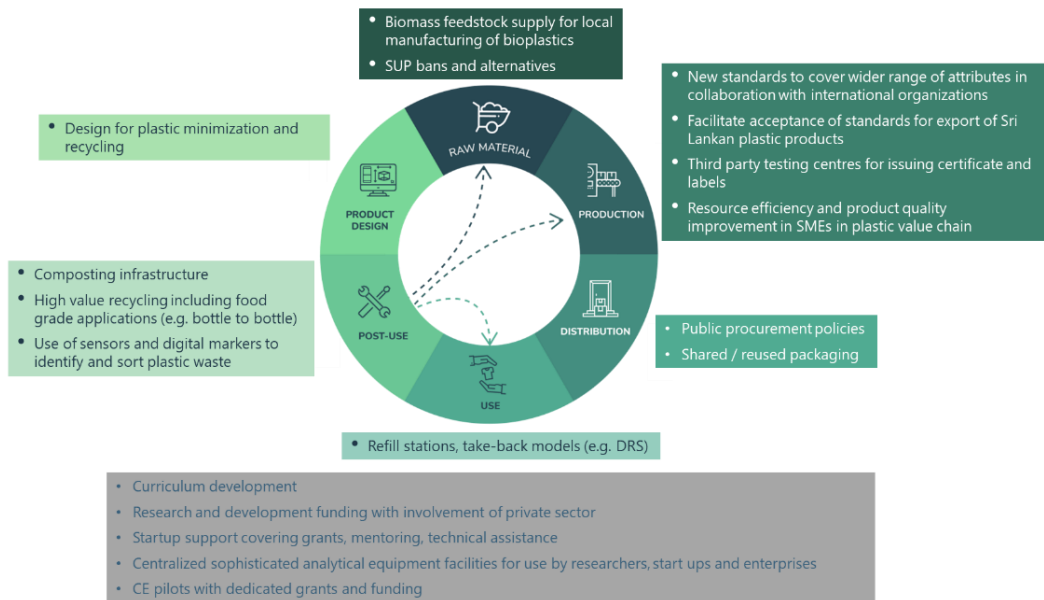 • Biomass feedstock supply for local
manufacturing of bioplastics
• SUP bans and alternatives
• New standards to cover wider range of attributes in
collaboration with international organizations
• Facilitate acceptance of standards for export of Sri
Lankan plastic products
• Third party testing centres for issuing certificate and
labels
• Resource efficiency and product quality
improvement in SMEs in plastic value chain
• Design for plastic minimization and
recycling
RAW MATERIAL
PRODUCT
DESIGN
PRODUCTION
• Composting infrastructure
• High value recycling including food
grade applications (e.g. bottle to bottle)
• Use of sensors and digital markers to
identify and sort plastic waste
POST-USE
DISTRIBUTION
• Public procurement policies
• Shared / reused packaging
USE
• Refill stations, take-back models (e.g. DRS)
• Curriculum development
• Research and development funding with involvement of private sector
• Startup support covering grants, mentoring, technical assistance
• Centralized sophisticated analytical equipment facilities for use by researchers, start ups and enterprises
• CE pilots with dedicated grants and funding